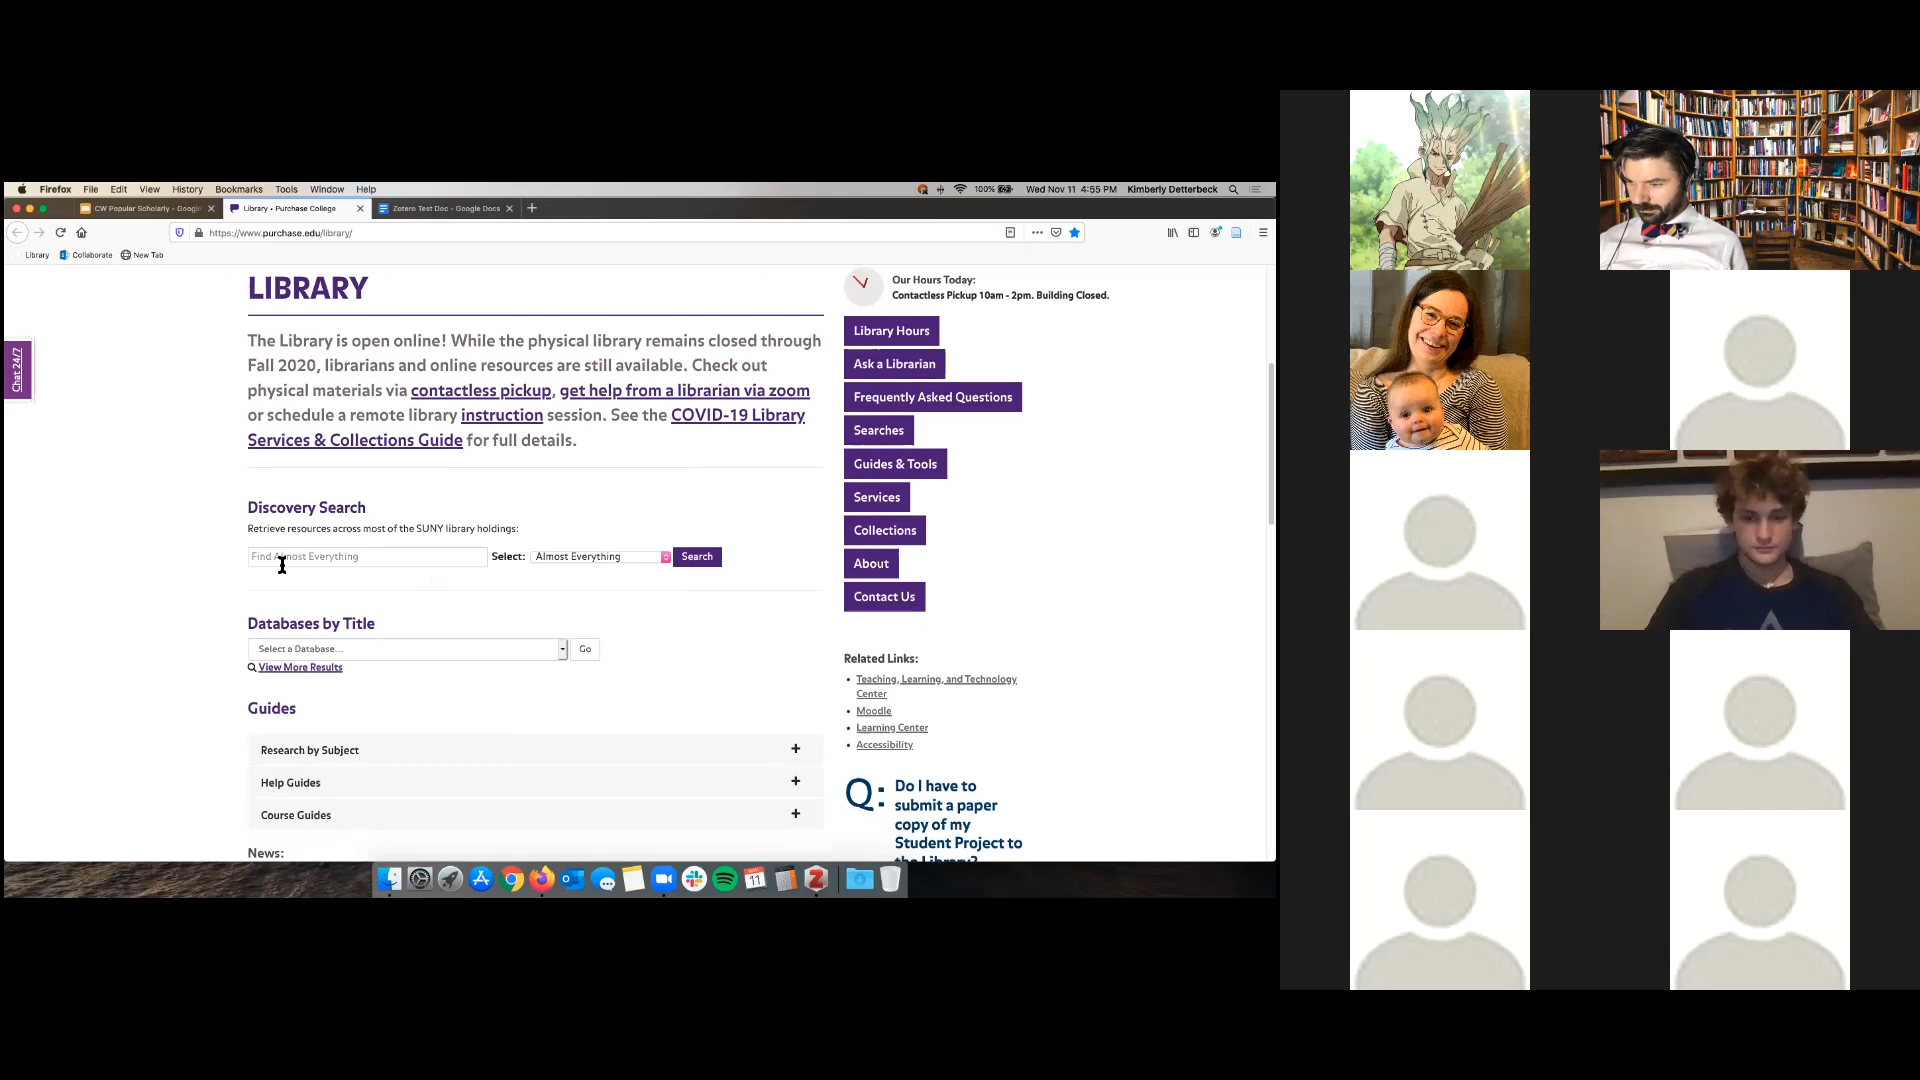 Firefox File Edit View History Bookmarks Tools Window Help 100% Wed Nov 11 4:55 PM Kimberly Detterbeck
CW Popular Scholarly - Google Library • Purchase College Zotero Test Doc - Google Docs
https://www.purchase.edu/library/
Library Collaborate New Tab
LIBRARY
The Library is open online! While the physical library remains closed through
Fall 2020, librarians and online resources are still available. Check out
physical materials via contactless pickup, get help from a librarian via zoom
or schedule a remote library instruction session. See the COVID-19 Library
Services & Collections Guide for full details.
Chat 24/7
Discovery Search
Retrieve resources across most of the SUNY library holdings:
Find Almost Everything Select: Almost Everything Search
Databases by Title
Select a Database... Go
View More Results
Guides
Research by Subject +
Help Guides +
Course Guides +
News:
Our Hours Today:
Contactless Pickup 10am - 2pm. Building Closed.
Library Hours
Ask a Librarian
Frequently Asked Questions
Searches
Guides & Tools
Services
Collections
About
Contact Us
Related Links:
• Teaching, Learning, and Technology
Center
• Moodle
• Learning Center
• Accessibility
Q: Do I have to
submit a paper
copy of my
Student Project to
the Library?
11